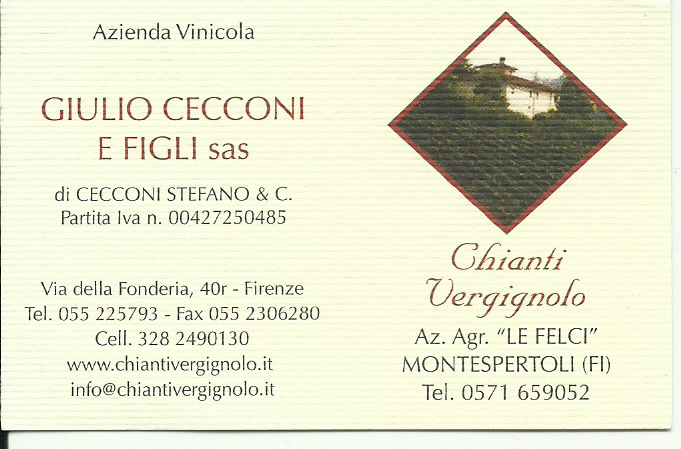 Azienda Vinicola
GIULIO CECCONI
E FIGLI sas
di CECCONI STEFANO & C.
Partita Iva n. 00427250485
Via della Fonderia, 40r - Firenze
Tel. 055 225793 - Fax 055 2306280
Cell. 328 2490130
www.chiantivergignolo.it
info@chiantivergignolo.it
Chianti
Vergignolo
Az. Agr. “LE FELCI”
MONTESPERTOLI (FI)
Tel. 0571 659052